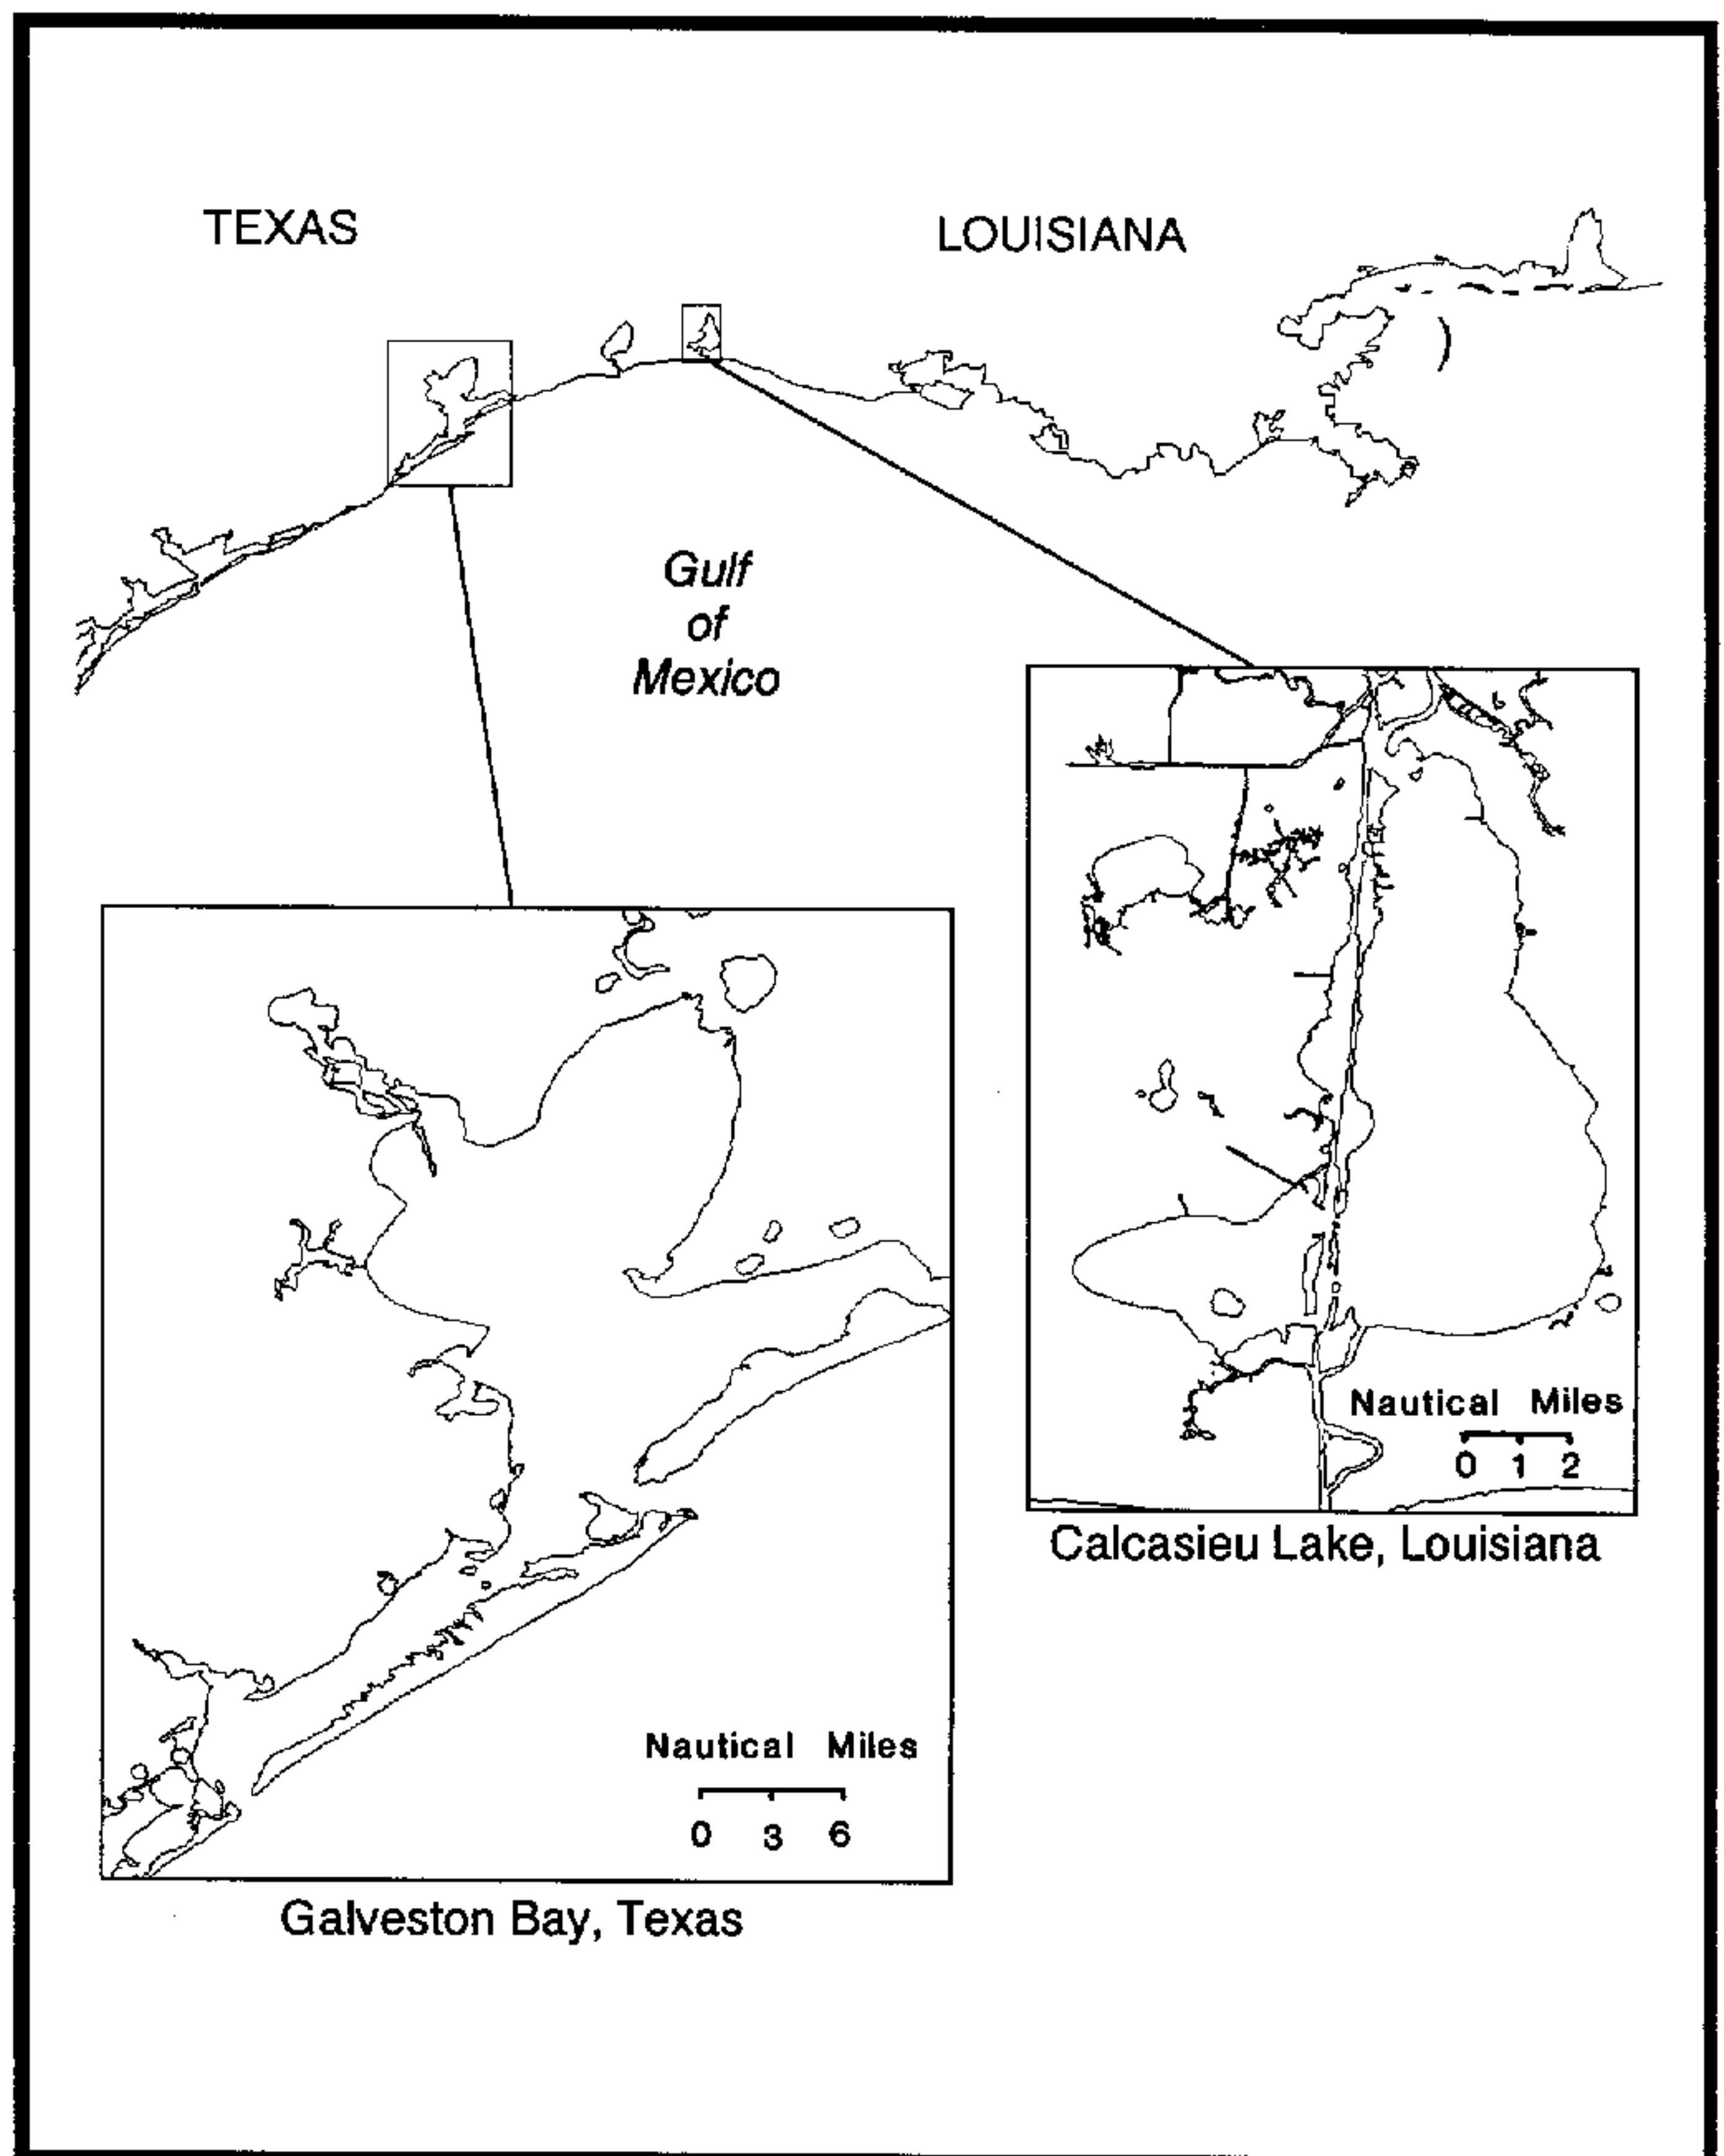 TEXAS
LOUISIANA
Gulf
of
Mexico
Nautical Miles
0 1 2
Calcasieu Lake, Louisiana
Nautical Miles
0 3 6
Galveston Bay, Texas